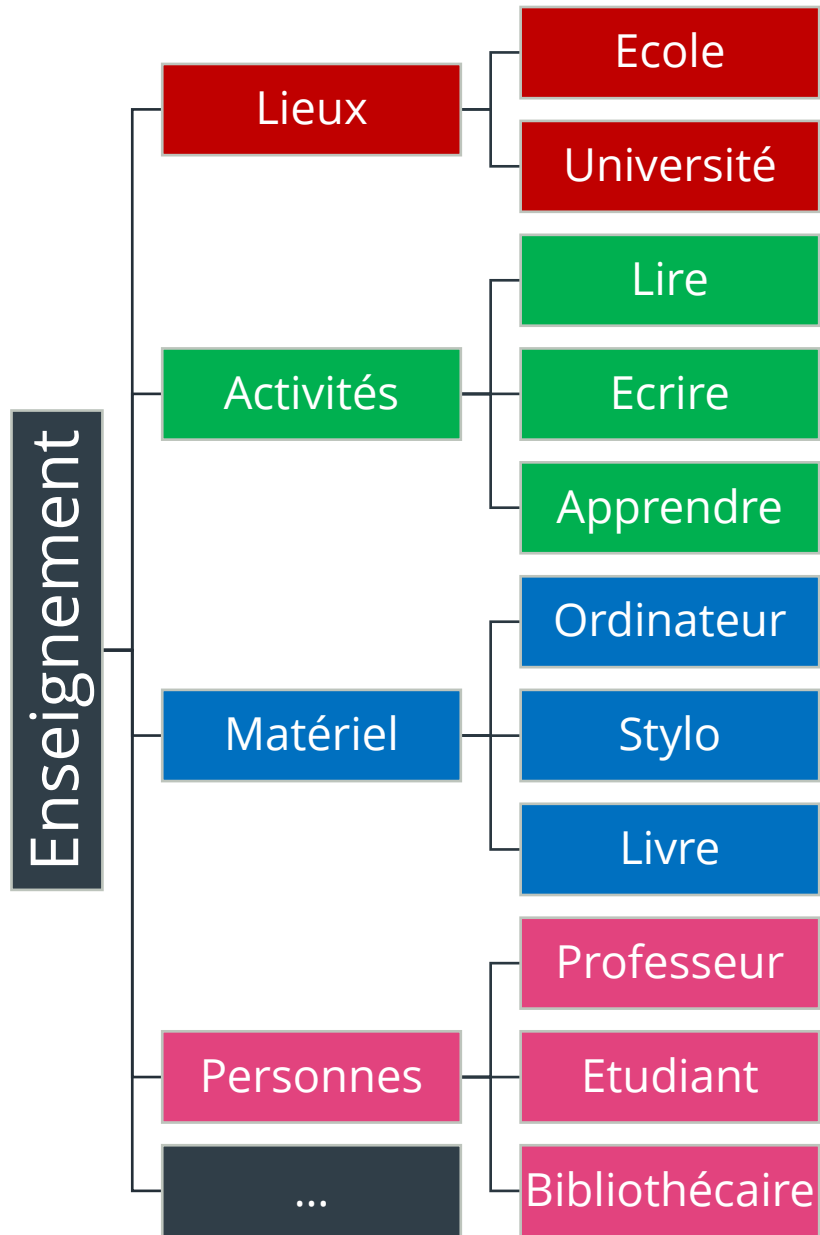 Enseignement
Lieux
Ecole
Université
Activités
Lire
Ecrire
Apprendre
Matériel
Ordinateur
Stylo
Livre
Personnes
Professeur
Etudiant
Bibliothécaire
...